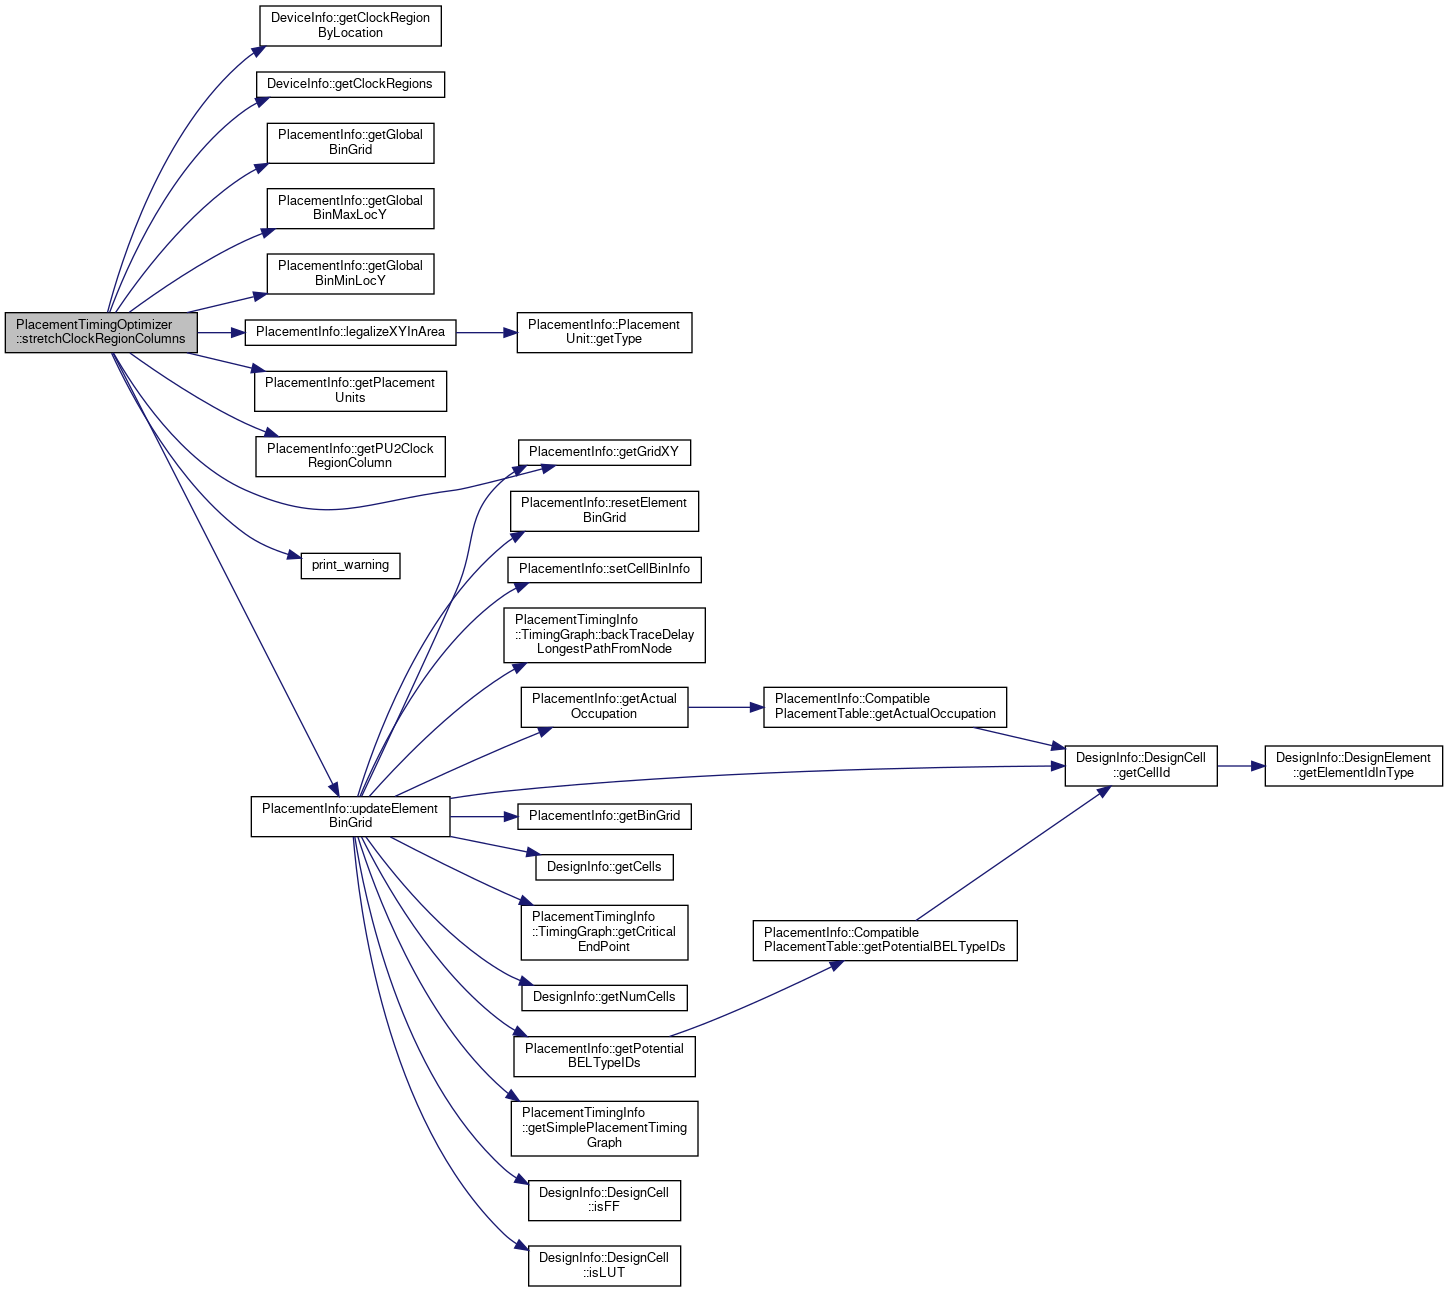 DeviceInfo::getClockRegion
ByLocation
DeviceInfo::getClockRegions
PlacementInfo::getGlobal
BinGrid
PlacementInfo::getGlobal
BinMaxLocY
PlacementInfo::getGlobal
BinMinLocY
PlacementTimingOptimizer
::stretchClockRegionColumns
PlacementInfo::legalizeXYInArea
PlacementInfo::Placement
Unit::getType
PlacementInfo::getPlacement
Units
PlacementInfo::getPU2Clock
RegionColumn
PlacementInfo::getGridXY
PlacementInfo::resetElement
BinGrid
print_warning
PlacementInfo::setCellBinInfo
PlacementTimingInfo
::TimingGraph::backTraceDelay
LongestPathFromNode
PlacementInfo::getActual
Occupation
PlacementInfo::Compatible
PlacementTable::getActualOccupation
DesignInfo::DesignCell
::getCellId
DesignInfo::DesignElement
::getElementIdInType
PlacementInfo::updateElement
BinGrid
PlacementInfo::getBinGrid
DesignInfo::getCells
PlacementTimingInfo
::TimingGraph::getCritical
EndPoint
PlacementInfo::Compatible
PlacementTable::getPotentialBELTypeIDs
DesignInfo::getNumCells
PlacementInfo::getPotential
BELTypeIDs
PlacementTimingInfo
::getSimplePlacementTiming
Graph
DesignInfo::DesignCell
::isFF
DesignInfo::DesignCell
::isLUT